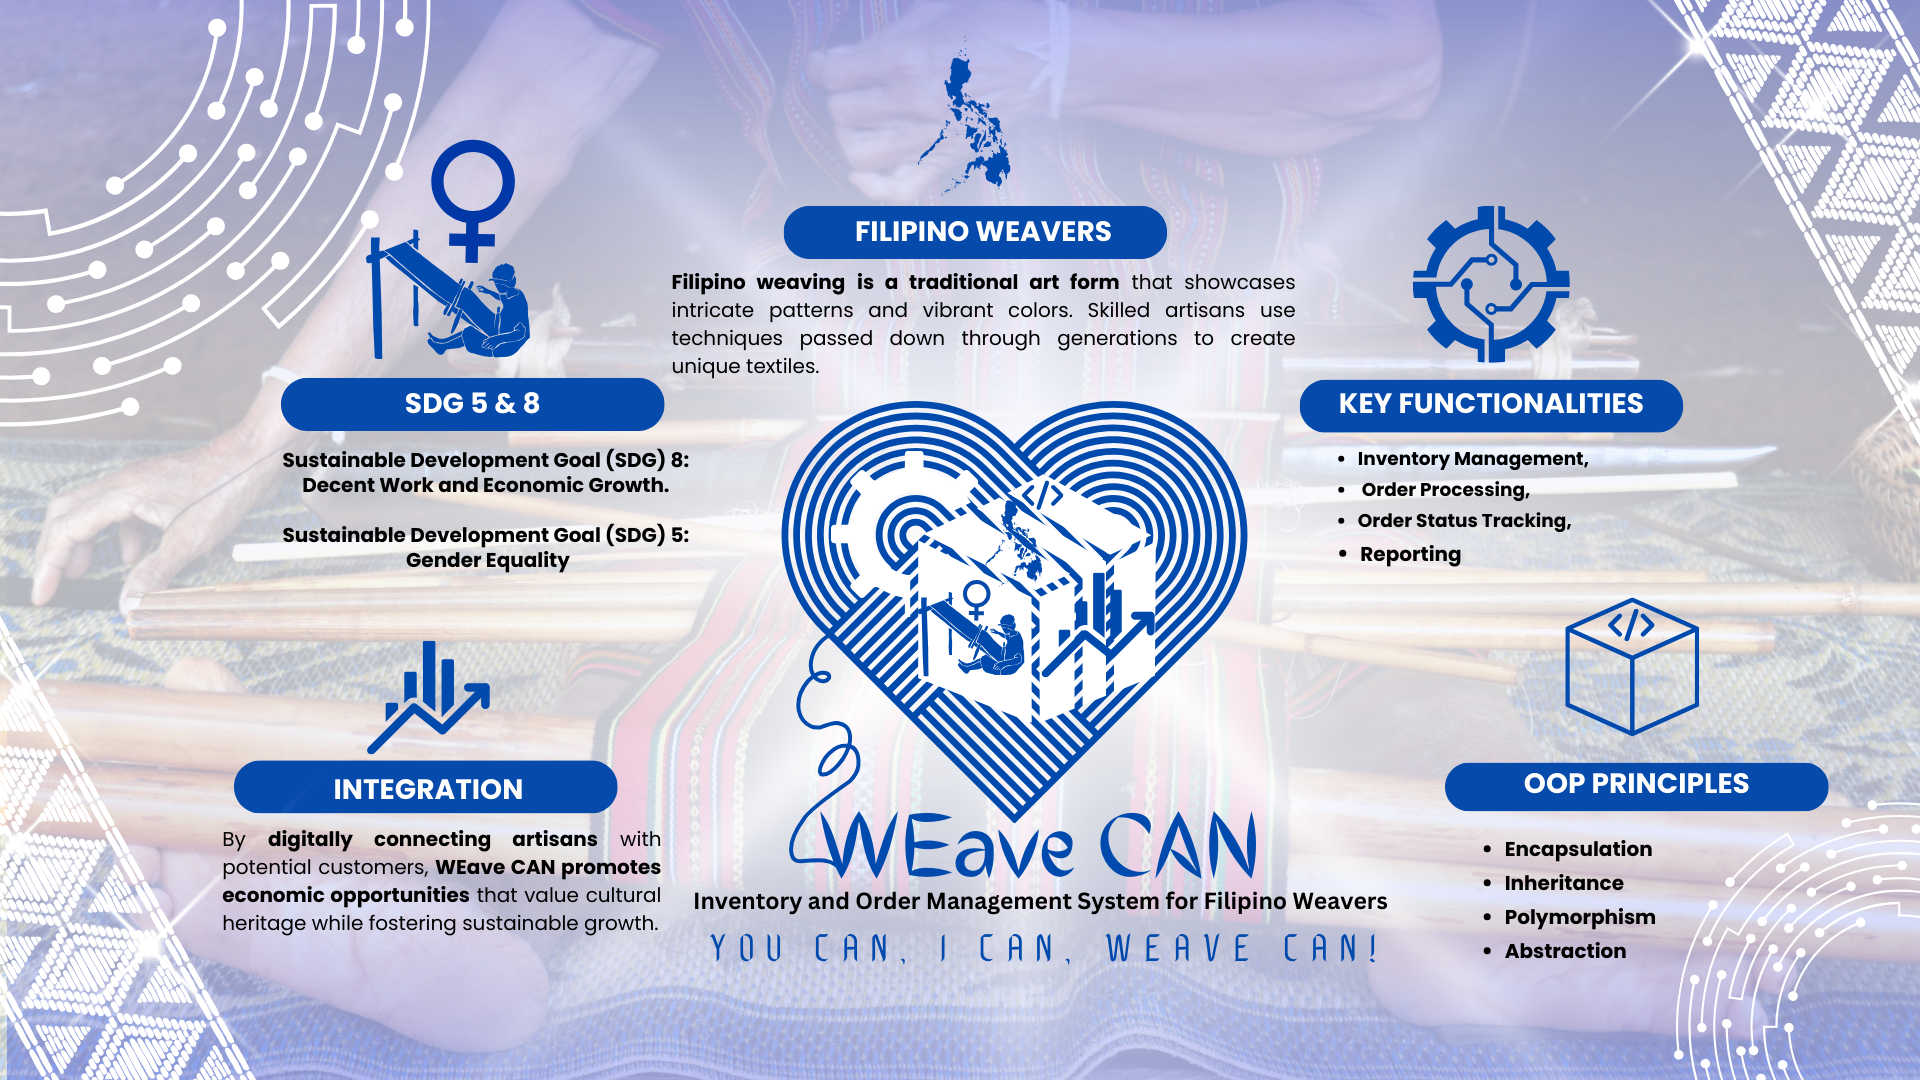 FILIPINO WEAVERS
Filipino weaving is a traditional art form that showcases
intricate patterns and vibrant colors. Skilled artisans use
techniques passed down through generations to create
unique textiles.
SDG 5 & 8
Sustainable Development Goal (SDG) 8:
Decent Work and Economic Growth.
Sustainable Development Goal (SDG) 5:
Gender Equality
KEY FUNCTIONALITIES
• Inventory Management,
• Order Processing,
• Order Status Tracking,
• Reporting
</>
</>
INTEGRATION
By digitally connecting artisans with
potential customers, WEave CAN promotes
economic opportunities that value cultural
heritage while fostering sustainable growth.
WEave CAN
Inventory and Order Management System for Filipino Weavers
YOU CAN, I CAN, WEAVE CAN!
OOP PRINCIPLES
• Encapsulation
• Inheritance
• Polymorphism
• Abstraction